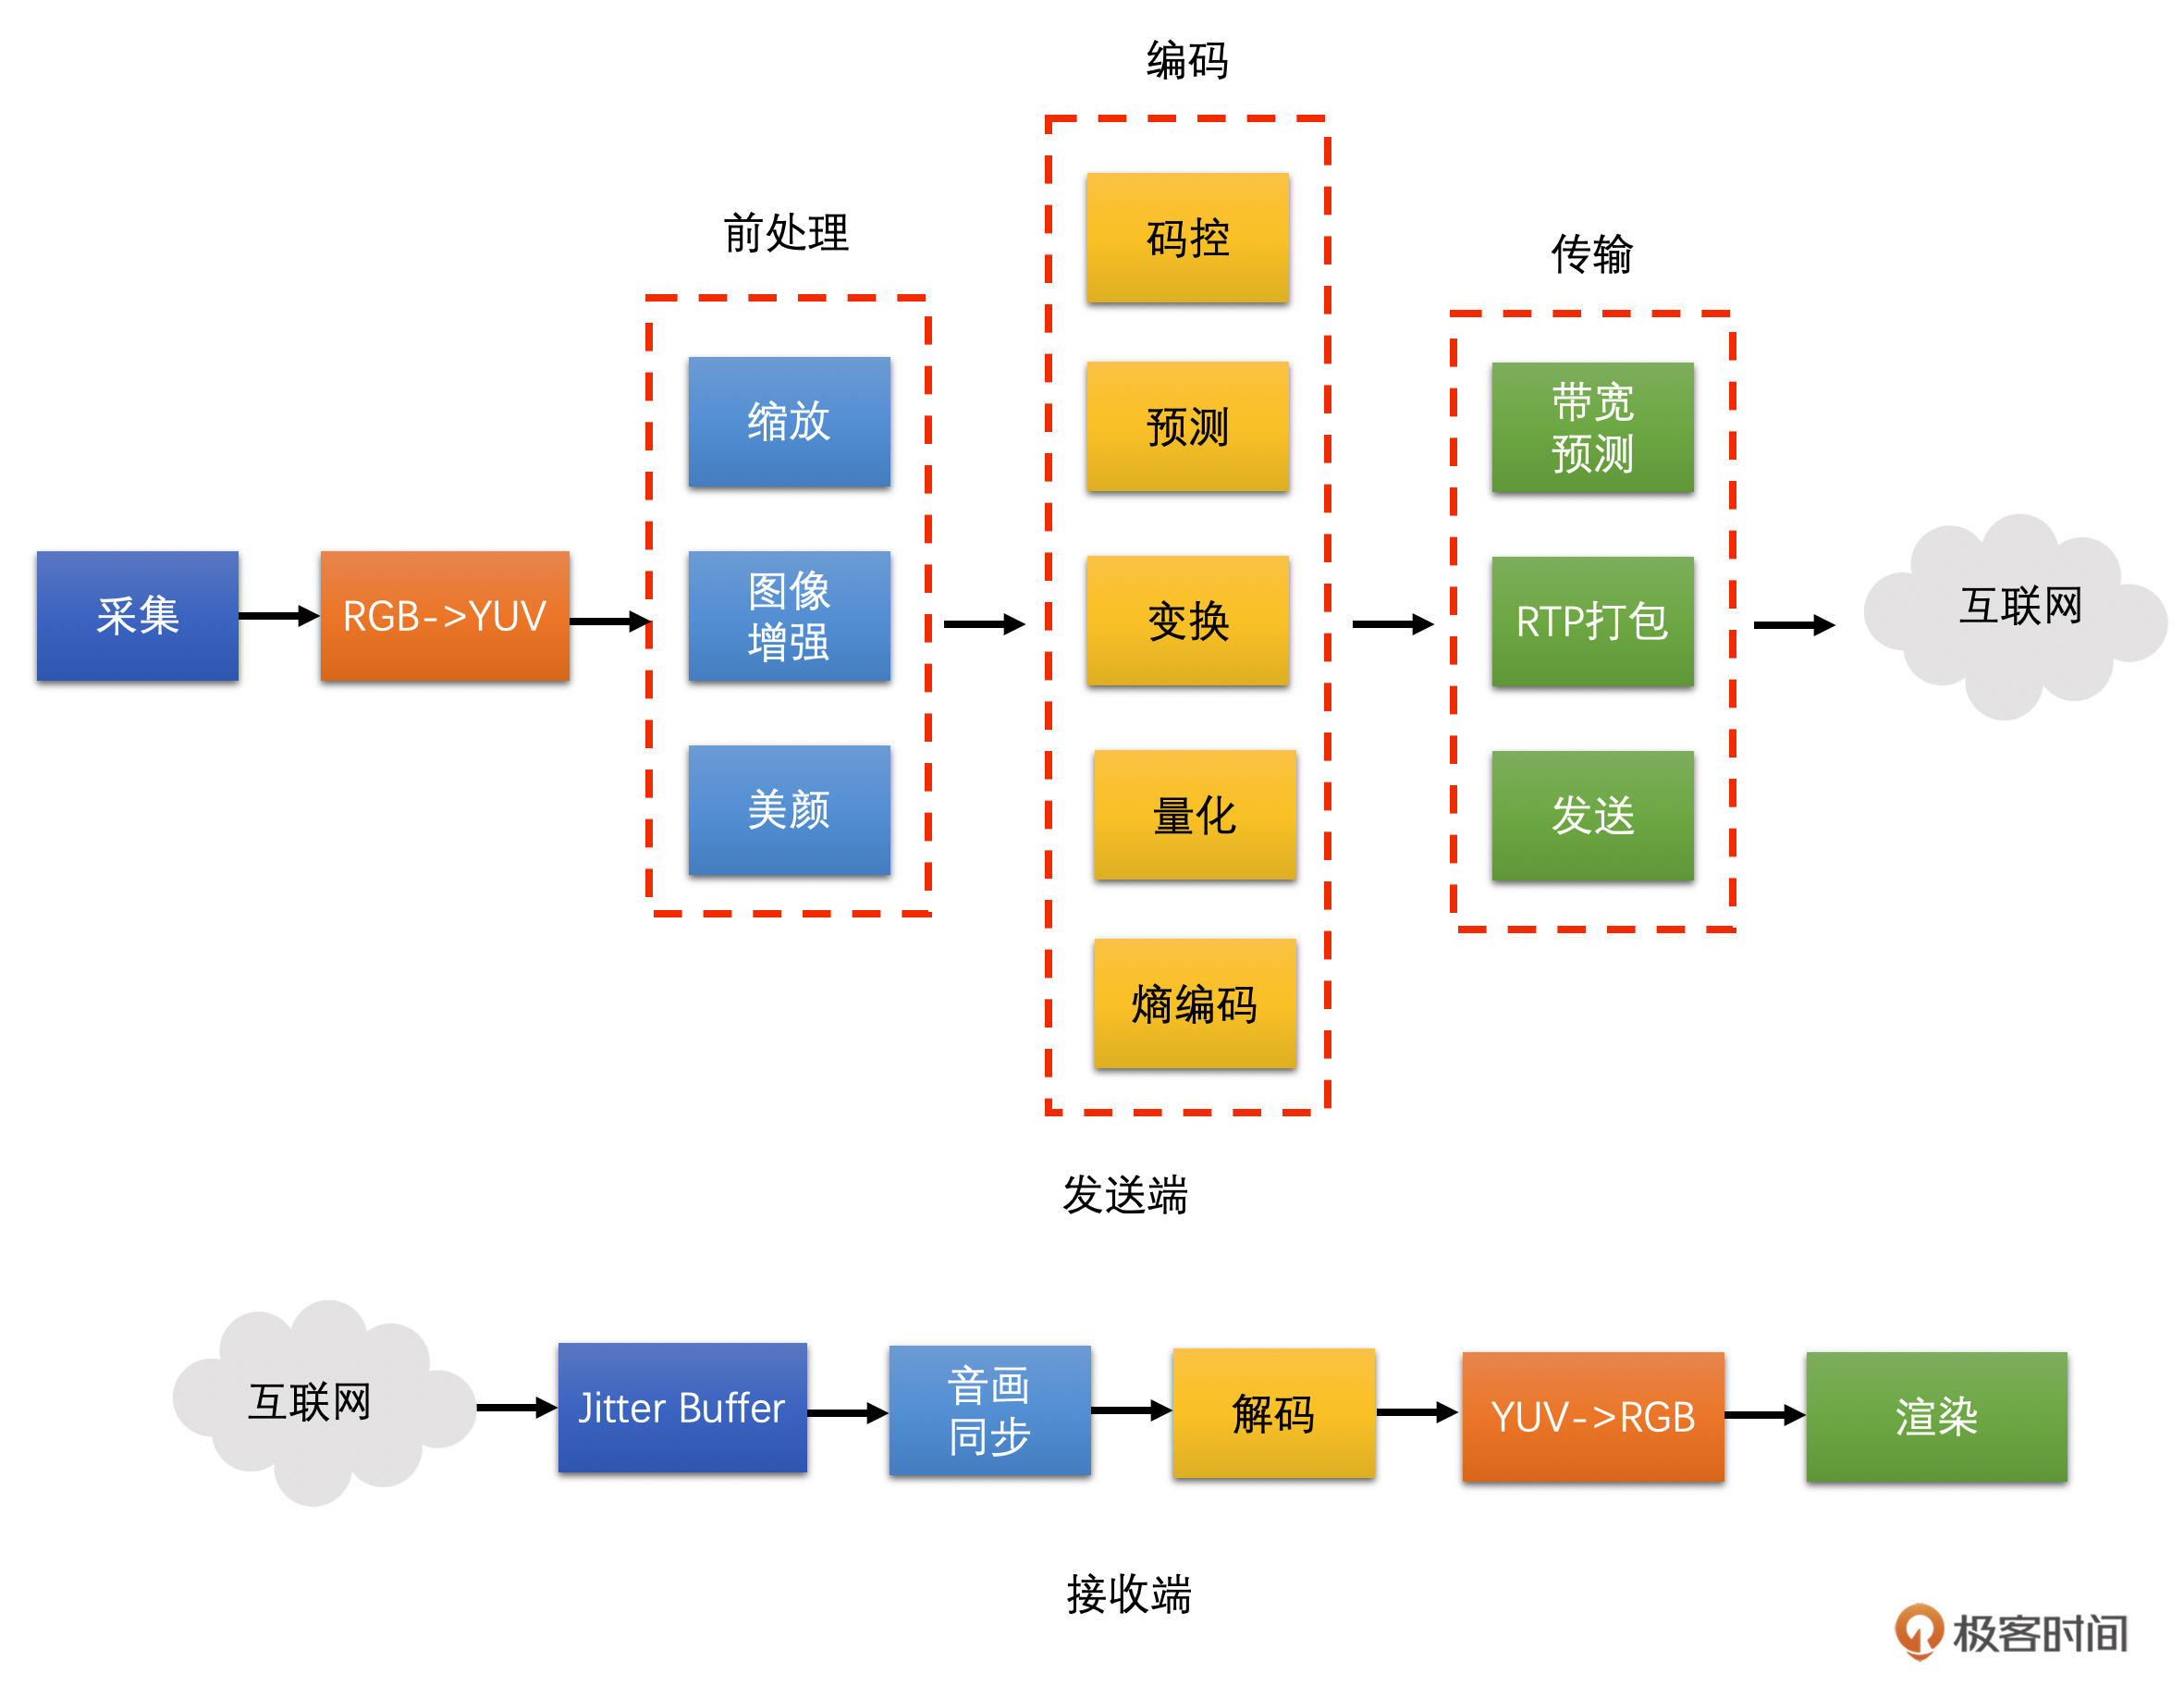 编码
前处理
传输
码控
缩放
预测
带宽
预测
采集
RGB->YUV
图像
增强
变换
RTP打包
互联网
美颜
量化
发送
熵编码
发送端
互联网
Jitter Buffer
音画
同步
解码
YUV->RGB
渲染
接收端
极客时间